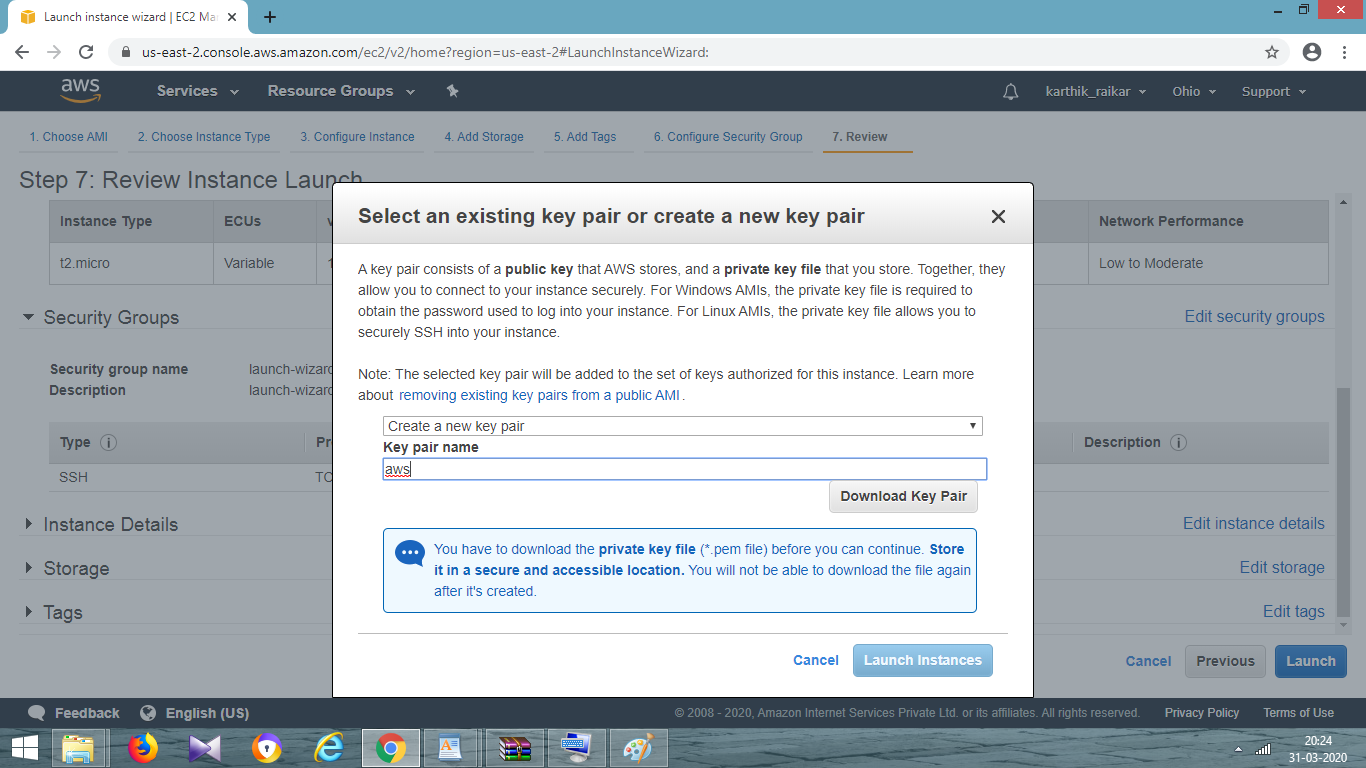 Launch instance wizard | EC2 Mar
us-east-2.console.aws.amazon.com/ec2/v2/home?region=us-east-2#LaunchInstanceWizard:
aws Services Resource Groups karthik_raikar Ohio Support
1. Choose AMI 2. Choose Instance Type 3. Configure Instance 4. Add Storage 5. Add Tags 6. Configure Security Group 7. Review
Step 7: Review Instance Launch
Instance Type ECUs Network Performance
t2.micro Variable Low to Moderate
Security Groups Edit security groups
Security group name launch-wizard
Description launch-wizard
Type Description
SSH
Instance Details Edit instance details
Storage Edit storage
Tags Edit tags
Cancel Previous Launch
Select an existing key pair or create a new key pair
A key pair consists of a public key that AWS stores, and a private key file that you store. Together, they
allow you to connect to your instance securely. For Windows AMIs, the private key file is required to
obtain the password used to log into your instance. For Linux AMIs, the private key file allows you to
securely SSH into your instance.
Note: The selected key pair will be added to the set of keys authorized for this instance. Learn more
about removing existing key pairs from a public AMI .
Create a new key pair
Key pair name
aws
Download Key Pair
You have to download the private key file (*.pem file) before you can continue. Store
it in a secure and accessible location. You will not be able to download the file again
after it's created.
Cancel Launch Instances
Feedback English (US) © 2008 - 2020, Amazon Internet Services Private Ltd. or its affiliates. All rights reserved. Privacy Policy Terms of Use
20:24
31-03-2020